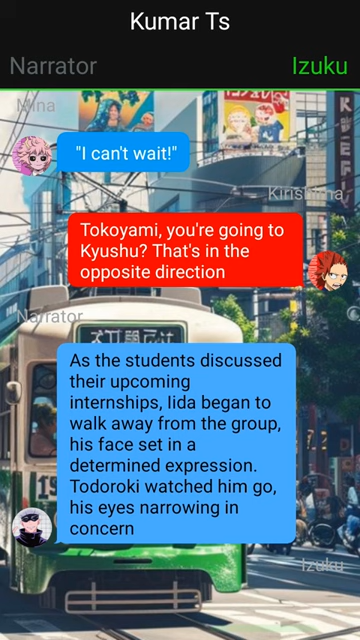 Kumar Ts
Narrator
Izuku
Mina
"I can't wait!"
Kirishima
Tokoyami, you're going to
Kyushu? That's in the
opposite direction
Narrator
As the students discussed
their upcoming
internships, Iida began to
walk away from the group,
his face set in a
determined expression.
Todoroki watched him go,
his eyes narrowing in
concern
Izuku